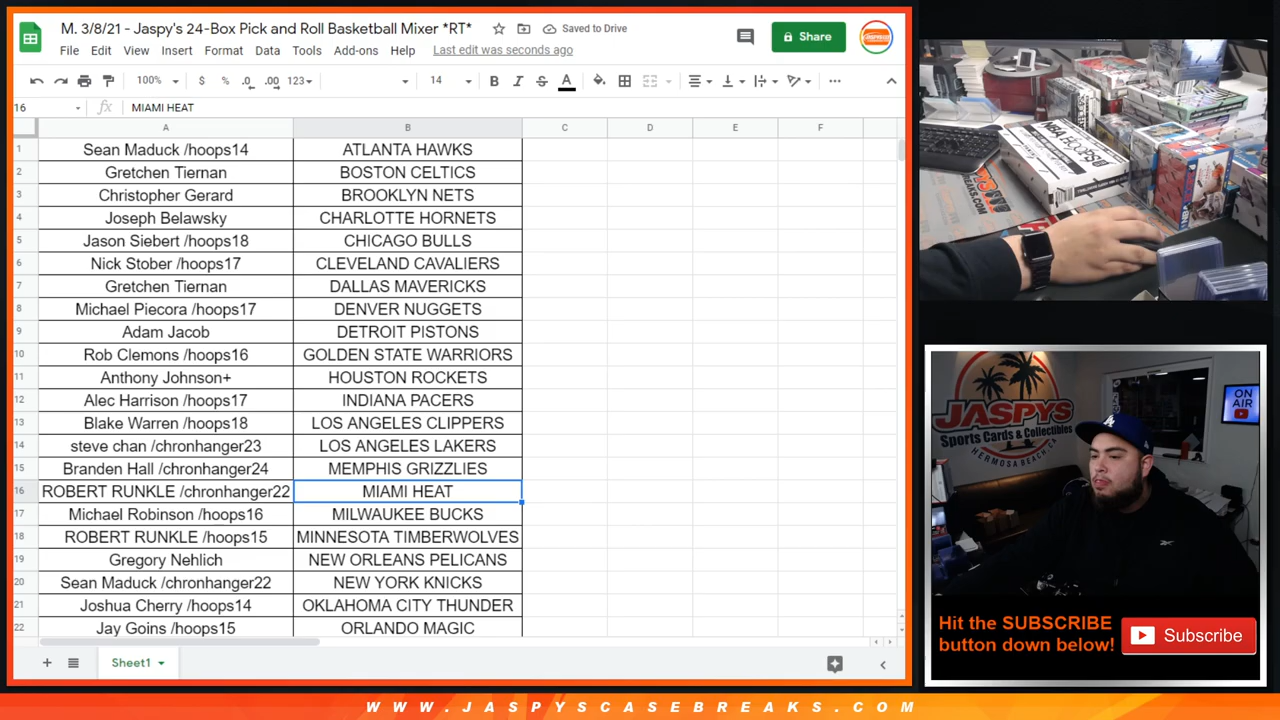 M. 3/8/21 - Jaspy's 24-Box Pick and Roll Basketball Mixer *RT*
Saved to Drive
File Edit View Insert Format Data Tools Add-ons Help Last edit was seconds ago
Share
100% $ % .0 .00 123 14
16 fx MIAMI HEAT
A B C D E F
1 Sean Maduck /hoops14 ATLANTA HAWKS
2 Gretchen Tiernan BOSTON CELTICS
3 Christopher Gerard BROOKLYN NETS
4 Joseph Belawsky CHARLOTTE HORNETS
5 Jason Siebert /hoops18 CHICAGO BULLS
6 Nick Stober /hoops17 CLEVELAND CAVALIERS
7 Gretchen Tiernan DALLAS MAVERICKS
8 Michael Piecora /hoops17 DENVER NUGGETS
9 Adam Jacob DETROIT PISTONS
10 Rob Clemons /hoops16 GOLDEN STATE WARRIORS
11 Anthony Johnson+ HOUSTON ROCKETS
12 Alec Harrison /hoops17 INDIANA PACERS
13 Blake Warren /hoops18 LOS ANGELES CLIPPERS
14 steve chan /chronhanger23 LOS ANGELES LAKERS
15 Branden Hall /chronhanger24 MEMPHIS GRIZZLIES
16 ROBERT RUNKLE /chronhanger22 MIAMI HEAT
17 Michael Robinson /hoops16 MILWAUKEE BUCKS
18 ROBERT RUNKLE /hoops15 MINNESOTA TIMBERWOLVES
19 Gregory Nehlich NEW ORLEANS PELICANS
20 Sean Maduck /chronhanger22 NEW YORK KNICKS
21 Joshua Cherry /hoops14 OKLAHOMA CITY THUNDER
22 Jay Goins /hoops15 ORLANDO MAGIC
Sheet1
NBA HOOPS
JASPYS
Sports Cards & Collectibles
HERMOSA BEACH, CA
ON AIR
Hit the SUBSCRIBE
button down below!
Subscribe
WWW.JASPYSCASEBREAKS.COM